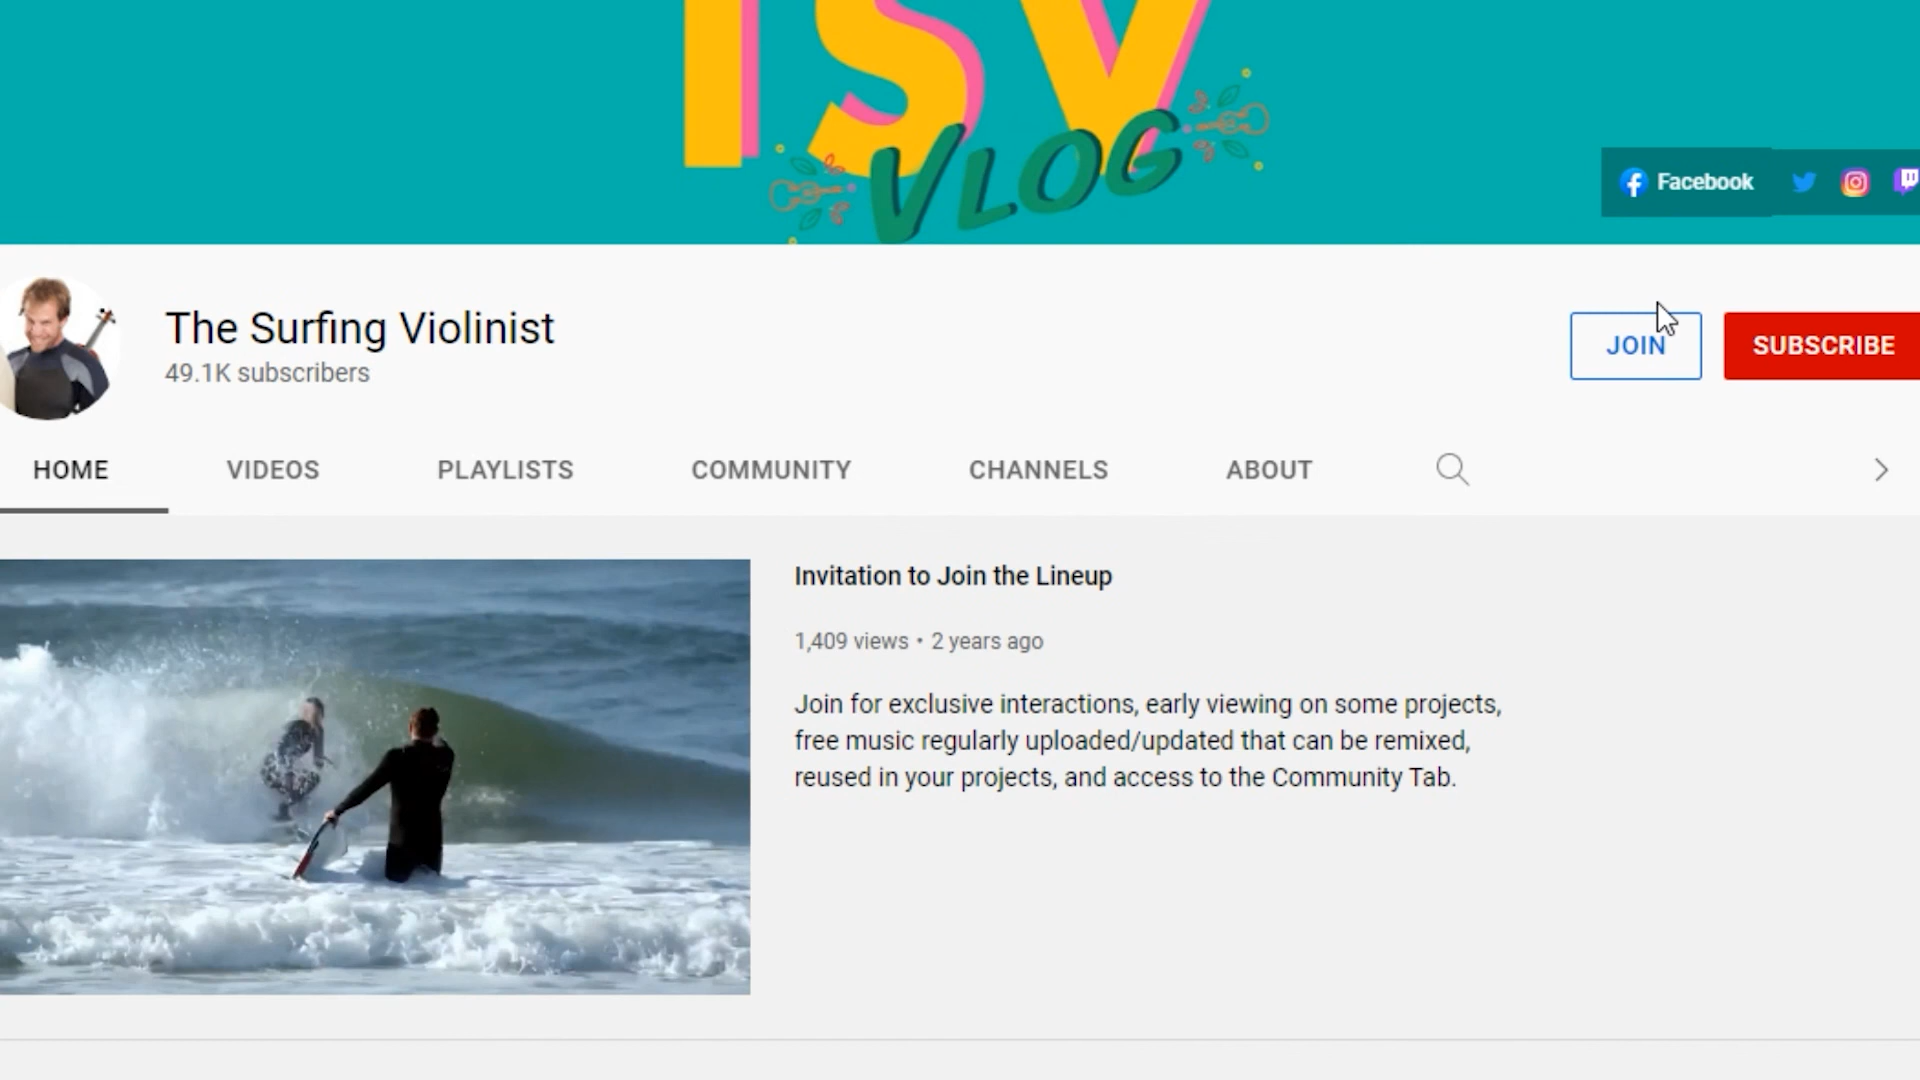 TSV
VLOG
Facebook
The Surfing Violinist
49.1K subscribers
JOIN
SUBSCRIBE
HOME
VIDEOS
PLAYLISTS
COMMUNITY
CHANNELS
ABOUT
Invitation to Join the Lineup
1,409 views • 2 years ago
Join for exclusive interactions, early viewing on some projects,
free music regularly uploaded/updated that can be remixed,
reused in your projects, and access to the Community Tab.